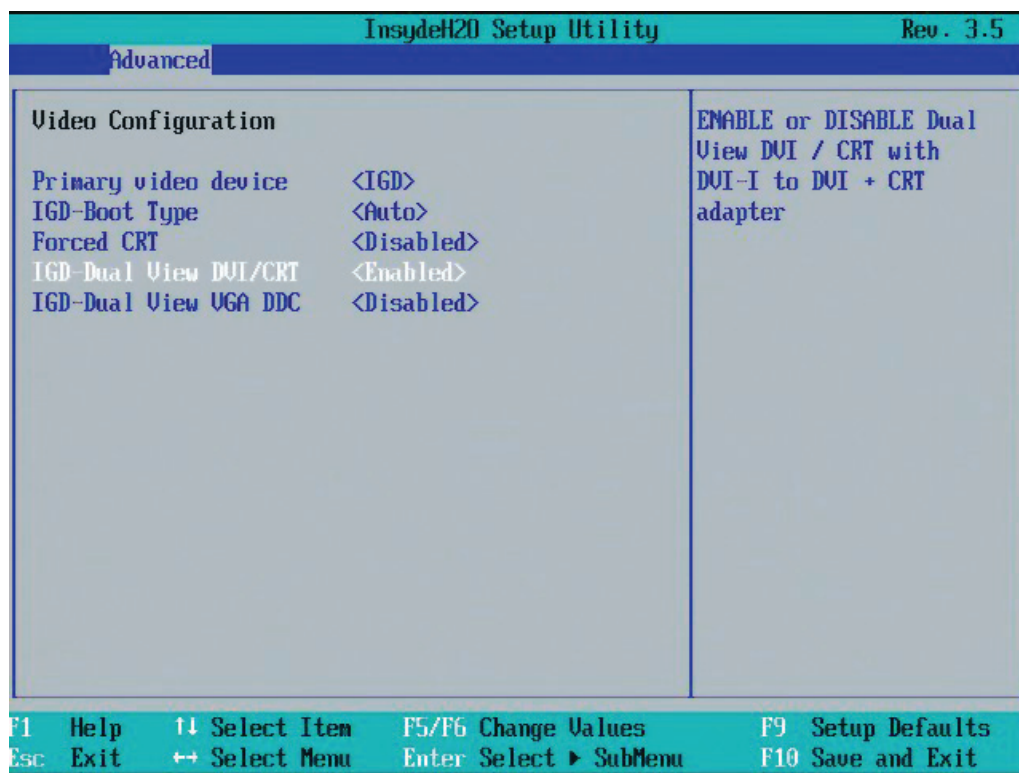 InsydeH2O Setup Utility Rev. 3.5
Advanced
Video Configuration
Primary video device <IGD>
IGD-Boot Type <Auto>
Forced CRT <Disabled>
IGD-Dual View DVI/CRT <Enabled>
IGD-Dual View VGA DDC <Disabled>
ENABLE or DISABLE Dual
View DVI / CRT with
DVI-I to DVI + CRT
adapter
F1 Help ↑↓ Select Item F5/F6 Change Values F9 Setup Defaults
Esc Exit ↔ Select Menu Enter Select ▶ SubMenu F10 Save and Exit